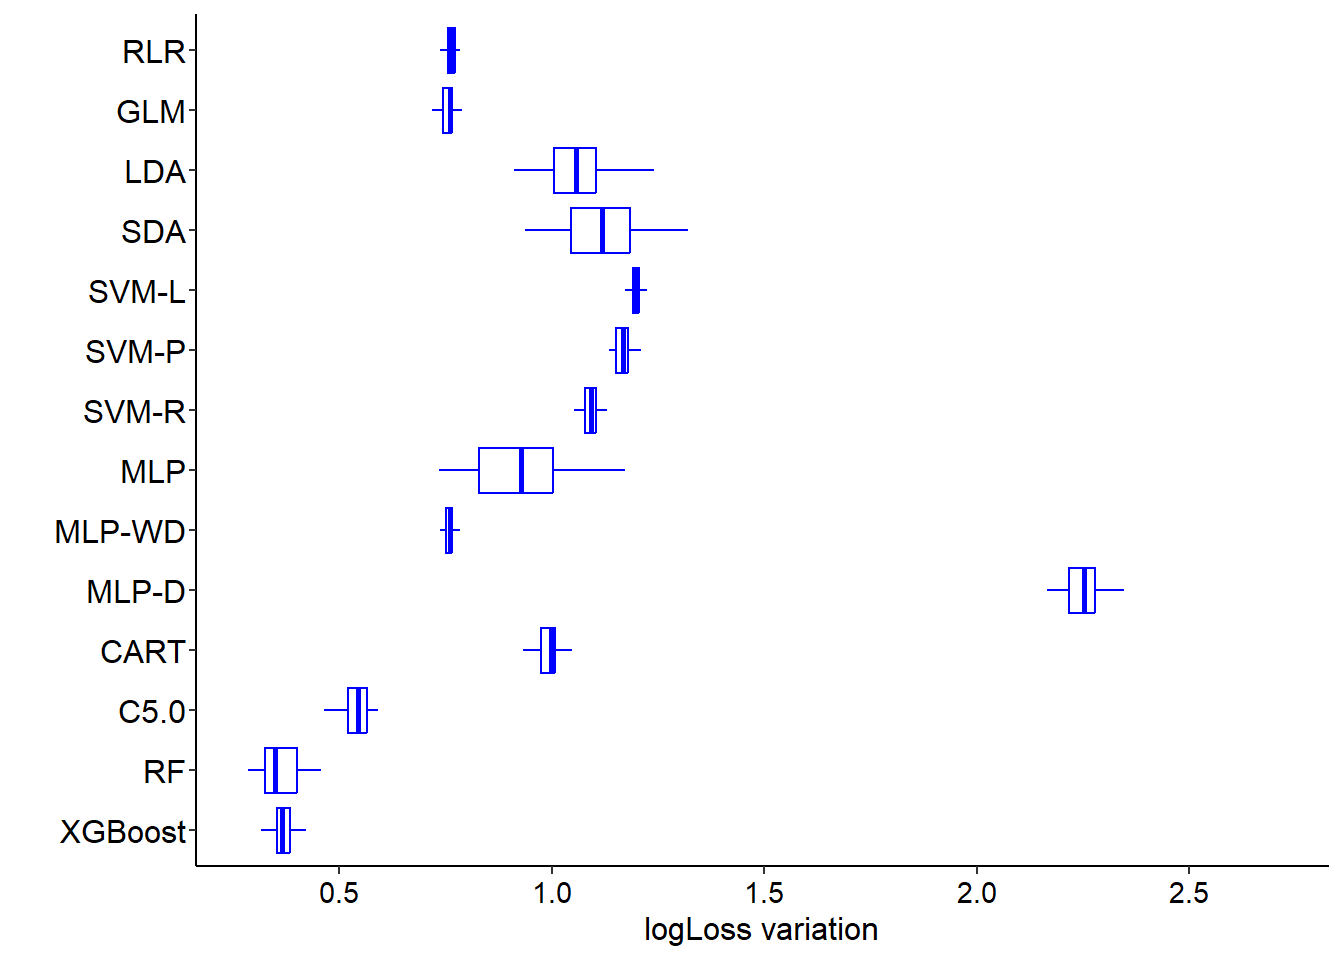 RLR
GLM
LDA
SDA
SVM-L
SVM-P
SVM-R
MLP
MLP-WD
MLP-D
CART
C5.0
RF
XGBoost
0.5 1.0 1.5 2.0 2.5
logLoss variation